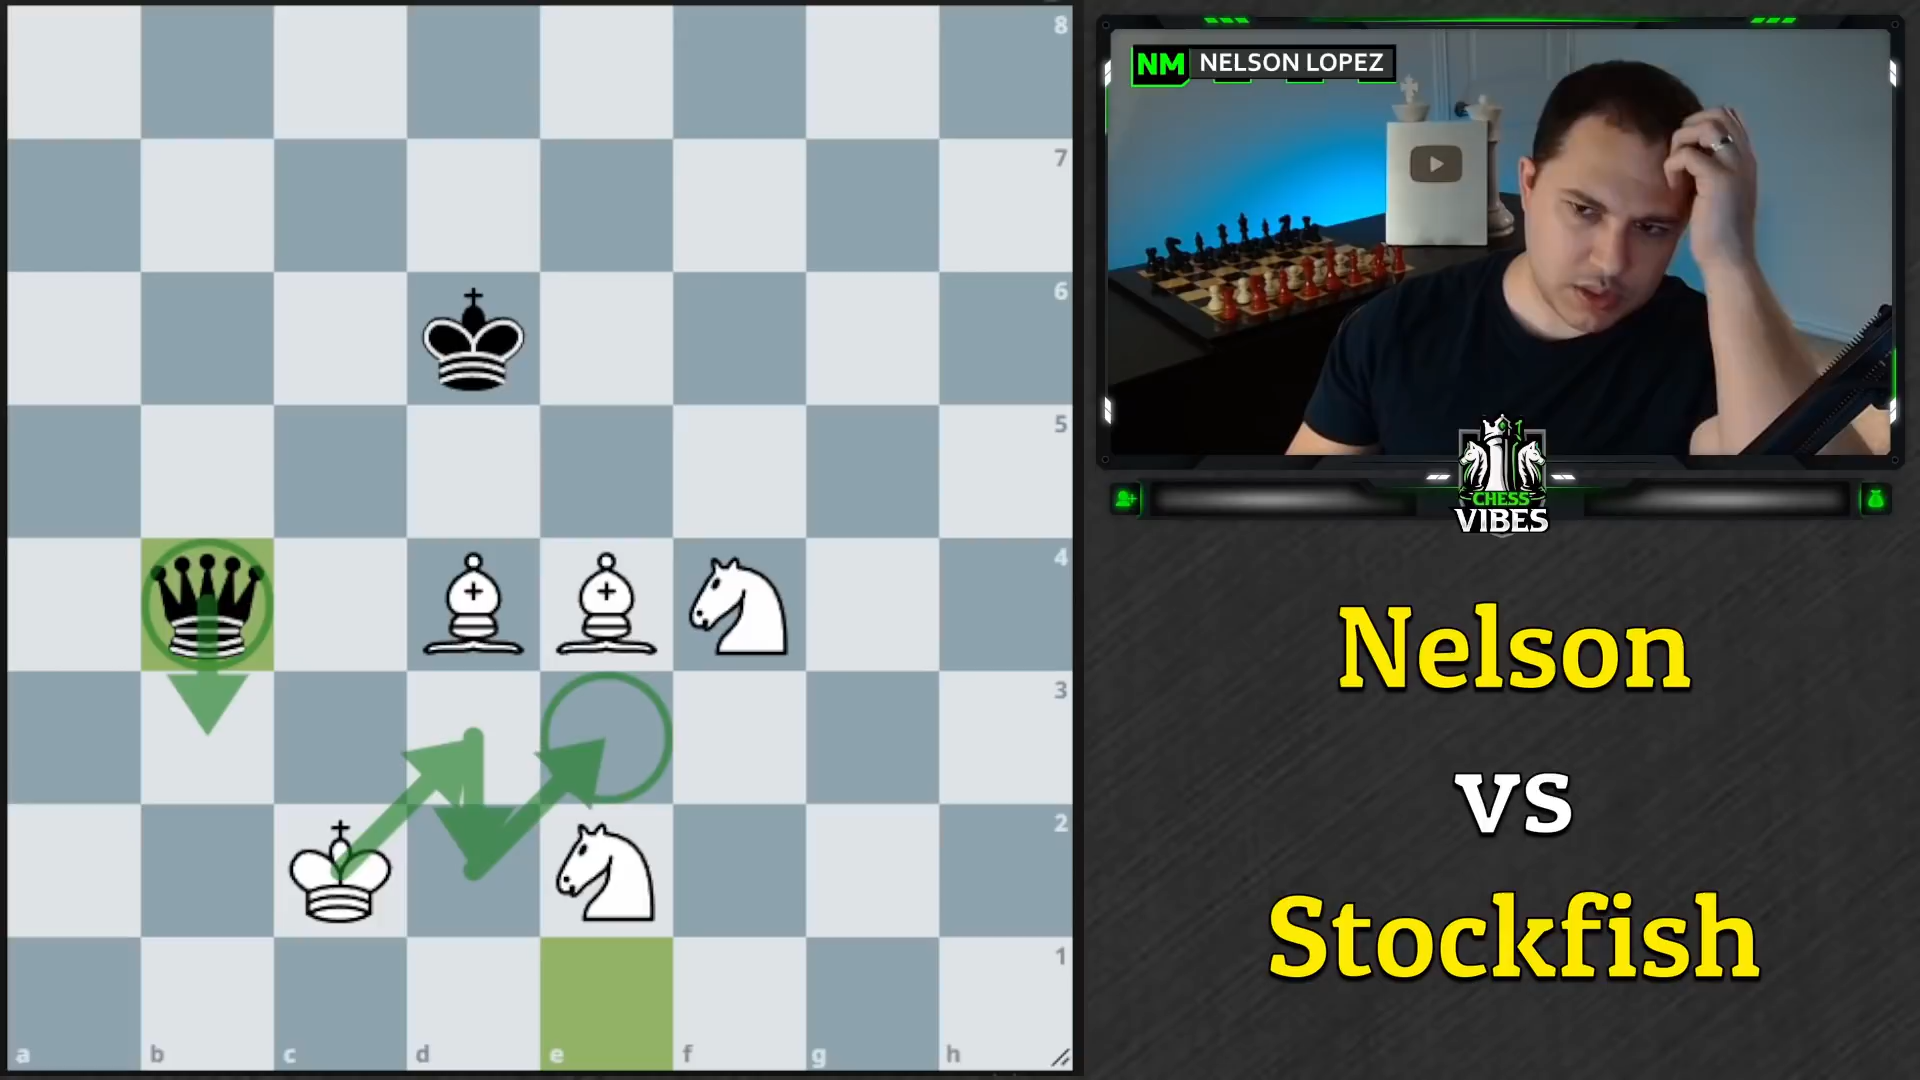 NM NELSON LOPEZ
8
7
6
5
4
3
2
1
a b c d e f g h
CHESS
VIBES
Nelson
vs
Stockfish